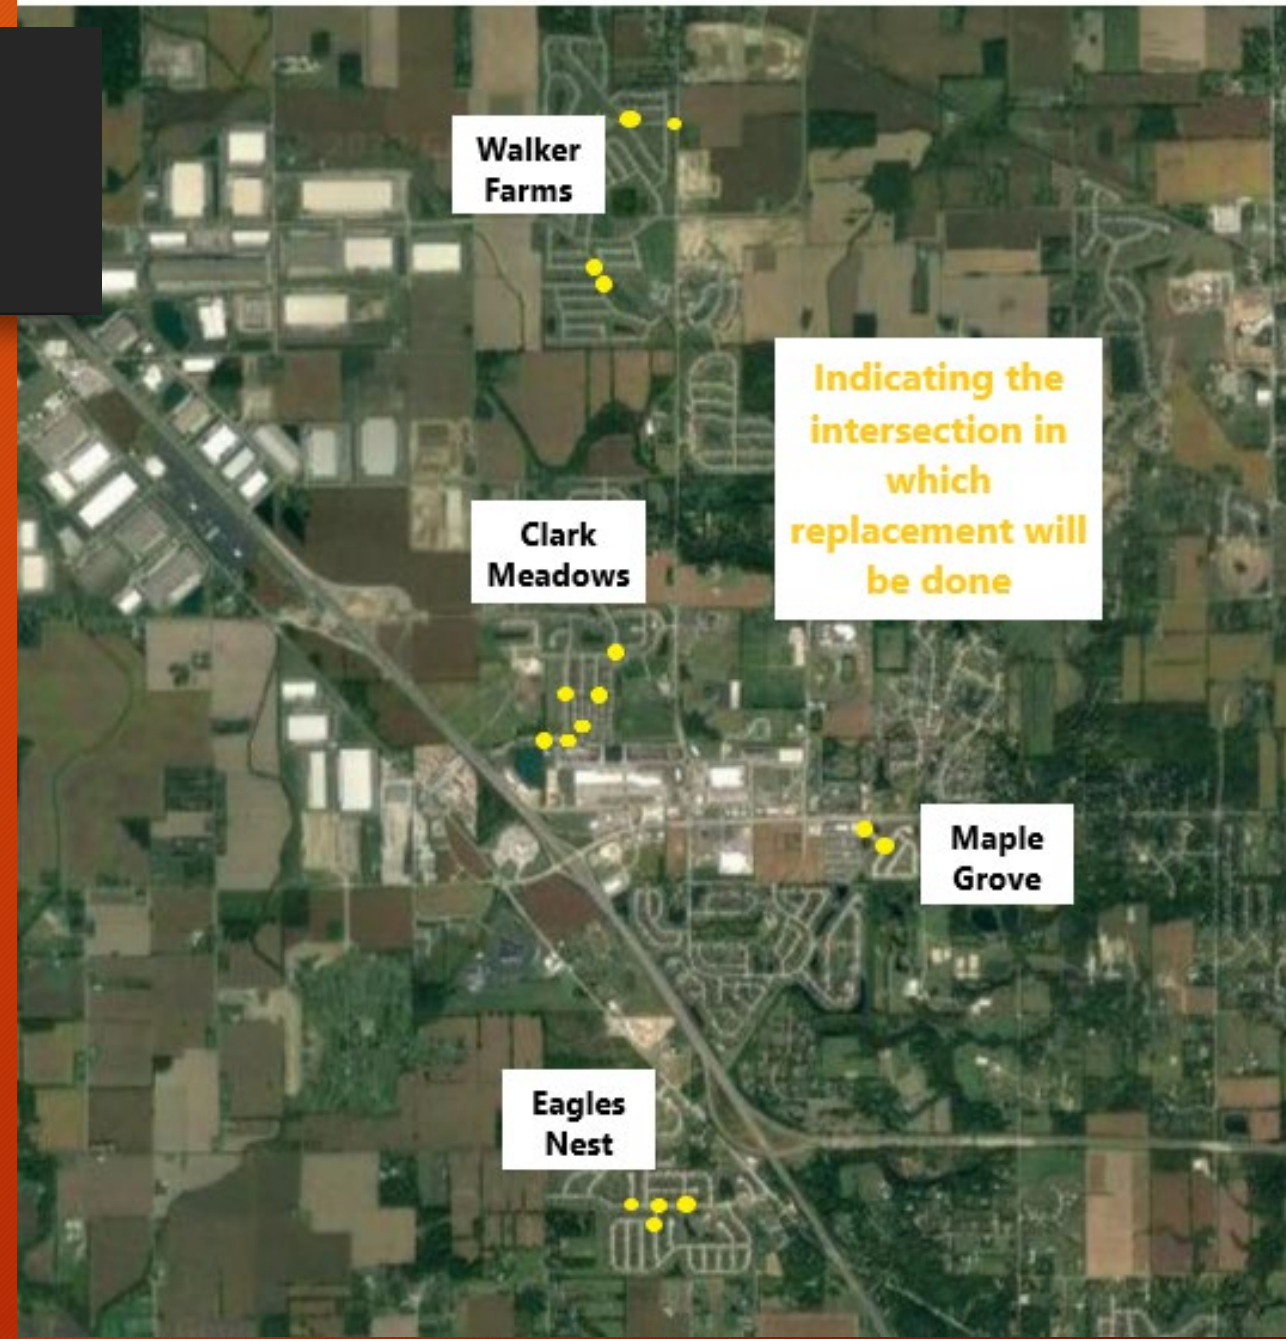 Walker
Farms
Indicating the
intersection in
which
replacement will
be done
Clark
Meadows
Maple
Grove
Eagles
Nest